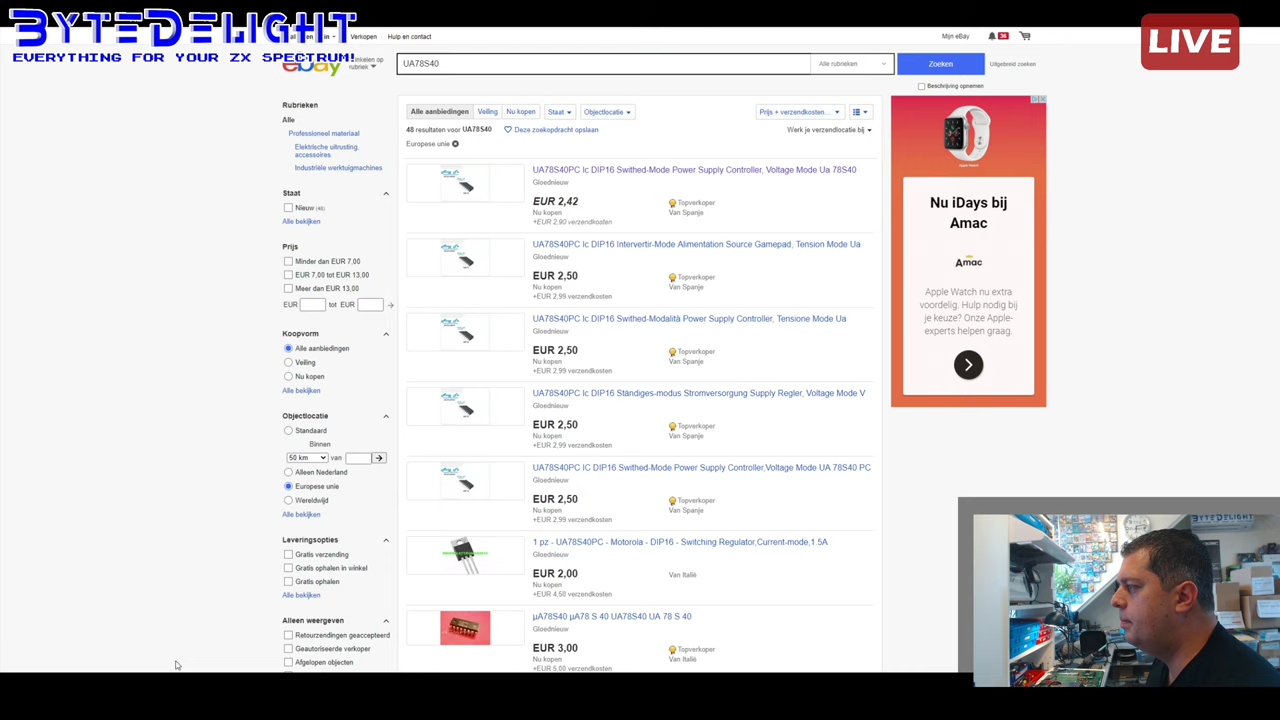 ByteDelight
EVERYTHING FOR YOUR ZX SPECTRUM!
LIVE
Verkopen
Hulp en contact
Mijn eBay
36
ebay
rubriek
UA78S40
Alle rubrieken
Zoeken
Uitgebreid zoeken
Beschrijving opnemen
Rubrieken
Alle
Professioneel materiaal
Elektrische uitrusting,
accessoires
Industriële werktuigmachines
Staat
Nieuw (48)
Alle bekijken
Prijs
Minder dan EUR 7,00
EUR 7,00 tot EUR 13,00
Meer dan EUR 13,00
EUR tot EUR
Koopvorm
Alle aanbiedingen
Veiling
Nu kopen
Alle bekijken
Objectlocatie
Standaard
Binnen
50 km van
Alleen Nederland
Europese unie
Wereldwijd
Alle bekijken
Leveringsopties
Gratis verzending
Gratis ophalen in winkel
Gratis ophalen
Alle bekijken
Alleen weergeven
Retourzendingen geaccepteerd
Geautoriseerde verkoper
Afgelopen objecten
Alle aanbiedingen Veiling Nu kopen Staat Objectlocatie Prijs + verzendkosten...
48 resultaten voor UA78S40 Deze zoekopdracht opslaan Werk je verzendlocatie bij
Europese unie
UA78S40PC Ic DIP16 Swithed-Mode Power Supply Controller, Voltage Mode Ua 78S40
Gloednieuw
EUR 2,42
Nu kopen
+EUR 2,90 verzendkosten
Topverkoper
Van Spanje
UA78S40PC Ic DIP16 Intervertir-Mode Alimentation Source Gamepad, Tension Mode Ua
Gloednieuw
EUR 2,50
Nu kopen
+EUR 2,99 verzendkosten
Topverkoper
Van Spanje
UA78S40PC Ic DIP16 Swithed-Modalità Power Supply Controller, Tensione Mode Ua
Gloednieuw
EUR 2,50
Nu kopen
+EUR 2,99 verzendkosten
Topverkoper
Van Spanje
UA78S40PC Ic DIP16 Ständiges-modus Stromversorgung Supply Regler, Voltage Mode V
Gloednieuw
EUR 2,50
Nu kopen
+EUR 2,99 verzendkosten
Topverkoper
Van Spanje
UA78S40PC IC DIP16 Swithed-Mode Power Supply Controller,Voltage Mode UA 78S40 PC
Gloednieuw
EUR 2,50
Nu kopen
+EUR 2,99 verzendkosten
Topverkoper
Van Spanje
1 pz - UA78S40PC - Motorola - DIP16 - Switching Regulator,Current-mode,1.5A
Gloednieuw
EUR 2,00
Nu kopen
+EUR 4,50 verzendkosten
Van Italië
µA78S40 µA78 S 40 UA78S40 UA 78 S 40
Gloednieuw
EUR 3,00
Nu kopen
+EUR 5,00 verzendkosten
Topverkoper
Van Italië
Nu iDays bij
Amac
Amac
Apple Watch nu extra
voordelig. Hulp nodig bij
je keuze? Onze Apple-
experts helpen graag.
BYTEDELIGHT